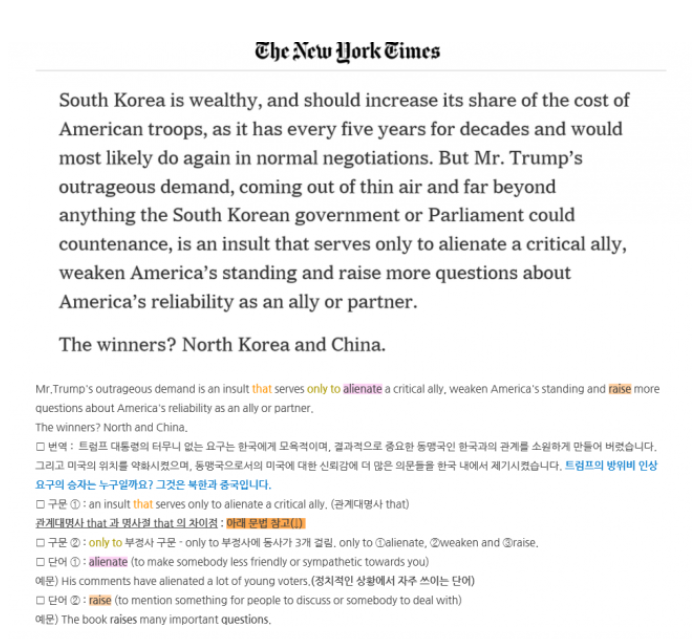 The New York Times
South Korea is wealthy, and should increase its share of the cost of
American troops, as it has every five years for decades and would
most likely do again in normal negotiations. But Mr. Trump's
outrageous demand, coming out of thin air and far beyond
anything the South Korean government or Parliament could
countenance, is an insult that serves only to alienate a critical ally,
weaken America's standing and raise more questions about
America's reliability as an ally or partner.
The winners? North Korea and China.
Mr.Trump's outrageous demand is an insult that serves only to alienate a critical ally, weaken America's standing and raise more
questions about America's reliability as an ally or partner.
The winners? North and China.
□ 번역 : 트럼프 대통령의 터무니 없는 요구는 한국에게 모욕적이며, 결과적으로 중요한 동맹국인 한국과의 관계를 소원하게 만들어 버렸습니다.
그리고 미국의 위치를 약화시켰으며, 동맹국으로서의 미국에 대한 신뢰감에 더 많은 의문들을 한국 내에서 제기시켰습니다. 트럼프의 방위비 인상
요구의 승자는 누구일까요? 그것은 북한과 중국입니다.
□ 구문 ① : an insult that serves only to alienate a critical ally. (관계대명사 that)
관계대명사 that 과 명사절 that 의 차이점 : 아래 문법 참고(↓)
□ 구문 ② : only to 부정사 구문 - only to 부정사에 동사가 3개 걸림. only to ①alienate, ②weaken and ③raise.
□ 단어 ① : alienate (to make somebody less friendly or sympathetic towards you)
예문) His comments have alienated a lot of young voters.(정치적인 상황에서 자주 쓰이는 단어)
□ 단어 ② : raise (to mention something for people to discuss or somebody to deal with)
예문) The book raises many important questions.